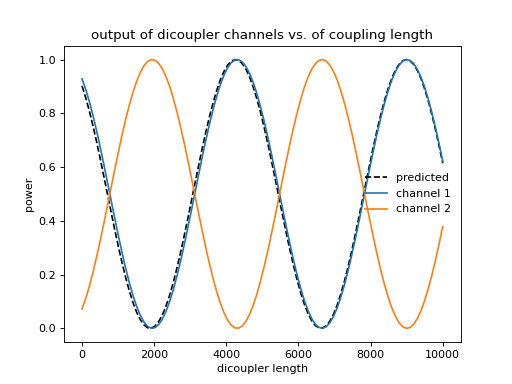 output of dicoupler channels vs. of coupling length
1.0
0.8
0.6
0.4
0.2
0.0
power
predicted
channel 1
channel 2
0 2000 4000 6000 8000 10000
dicoupler length